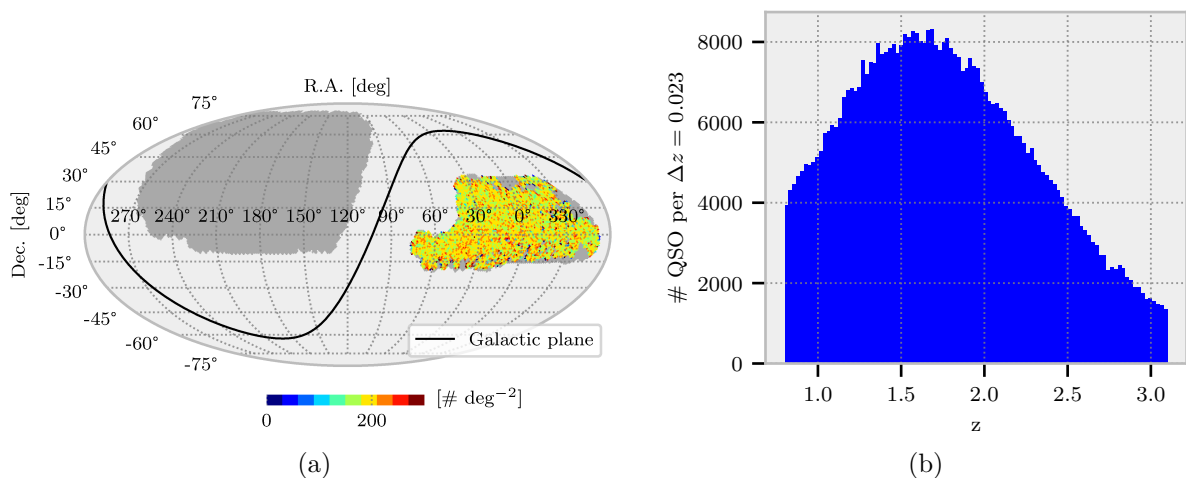 R.A. [deg]
75°
60°
45°
30°
15°
0°
-15°
-30°
-45°
-60°
-75°
Dec. [deg]
270° 240° 210° 180° 150° 120° 90° 60° 30° 0° 330°
Galactic plane
[# deg⁻²]
0 200
(a)
# QSO per Δz = 0.023
8000
6000
4000
2000
0
1.0 1.5 2.0 2.5 3.0
z
(b)